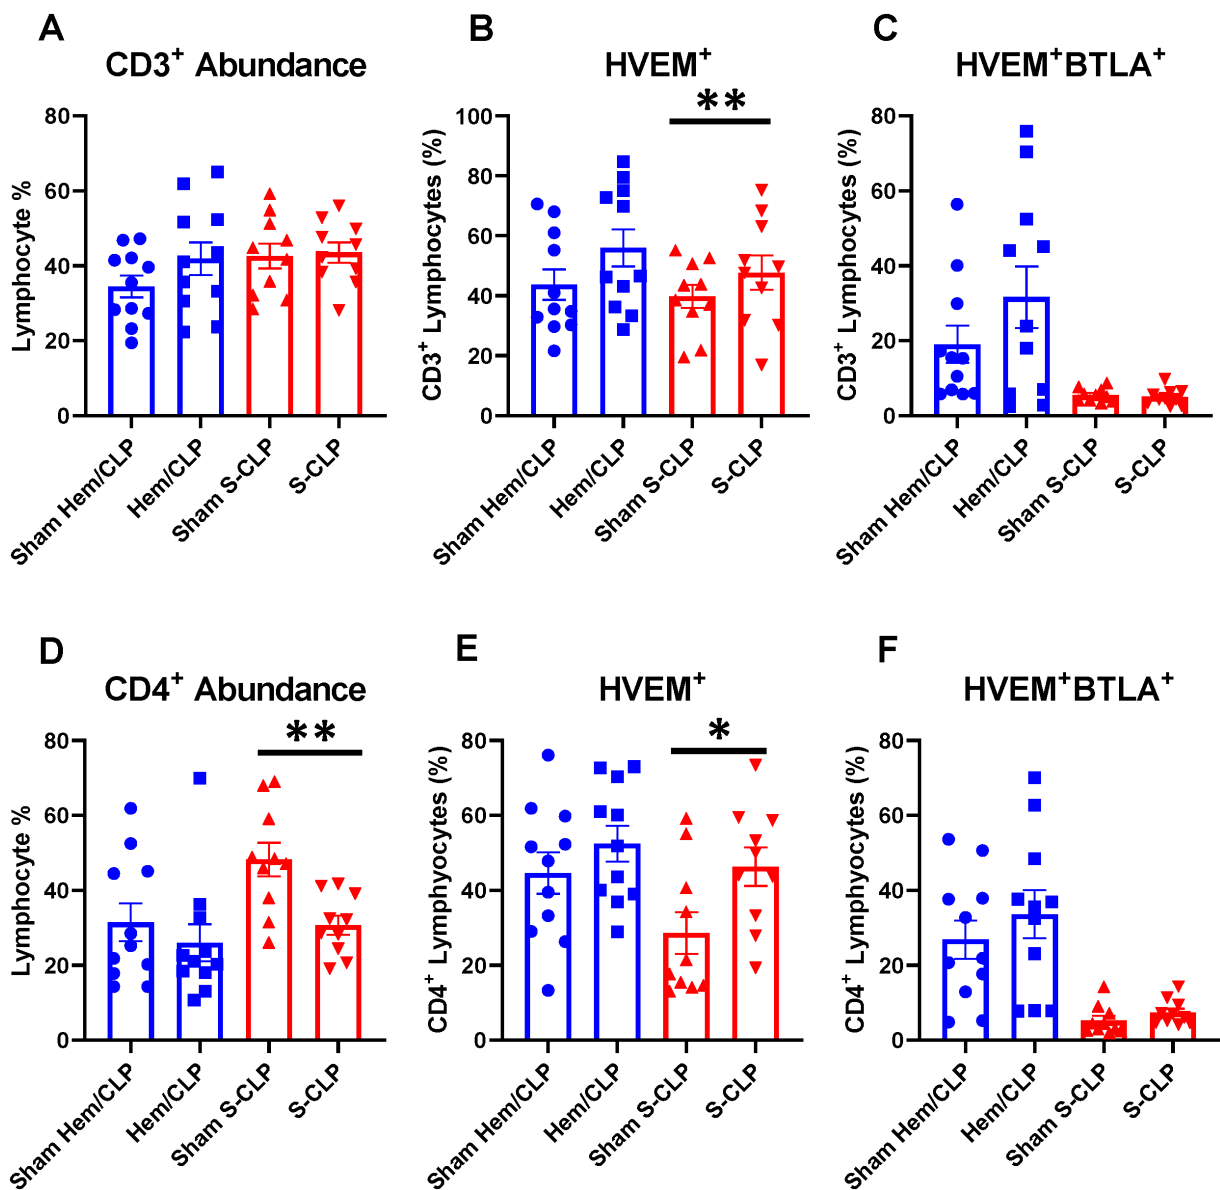 A
CD3+ Abundance
Lymphocyte %
80
60
40
20
0
Sham Hem/CLP
Hem/CLP
Sham S-CLP
S-CLP
B
HVEM+
**
CD3+ Lymphocytes (%)
100
80
60
40
20
0
Sham Hem/CLP
Hem/CLP
Sham S-CLP
S-CLP
C
HVEM+BTLA+
CD3+ Lymphocytes (%)
80
60
40
20
0
Sham Hem/CLP
Hem/CLP
Sham S-CLP
S-CLP
D
CD4+ Abundance
**
Lymphocyte %
80
60
40
20
0
Sham Hem/CLP
Hem/CLP
Sham S-CLP
S-CLP
E
HVEM+
*
CD4+ Lymphocytes (%)
80
60
40
20
0
Sham Hem/CLP
Hem/CLP
Sham S-CLP
S-CLP
F
HVEM+BTLA+
CD4+ Lymphyocytes (%)
80
60
40
20
0
Sham Hem/CLP
Hem/CLP
Sham S-CLP
S-CLP